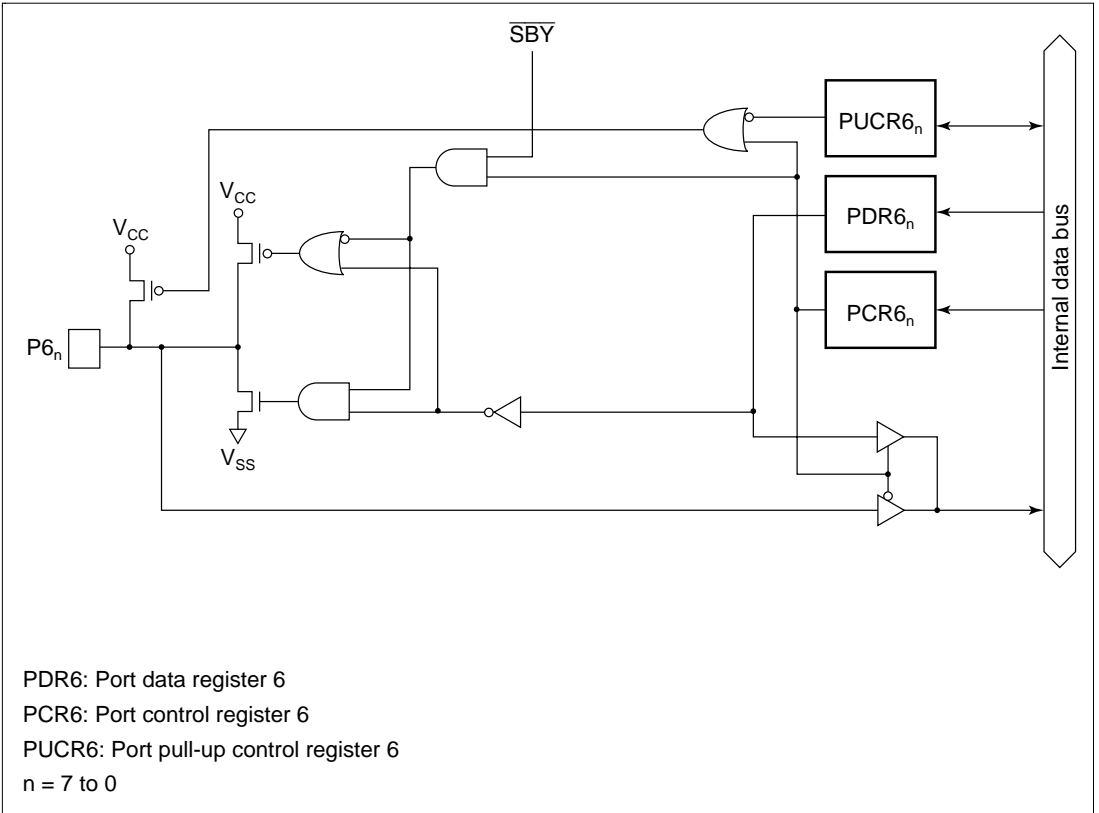 S̅B̅Y̅
PUCR6n
VCC
PDR6n
VCC
PCR6n
P6n
VSS
Internal data bus
PDR6: Port data register 6
PCR6: Port control register 6
PUCR6: Port pull-up control register 6
n = 7 to 0